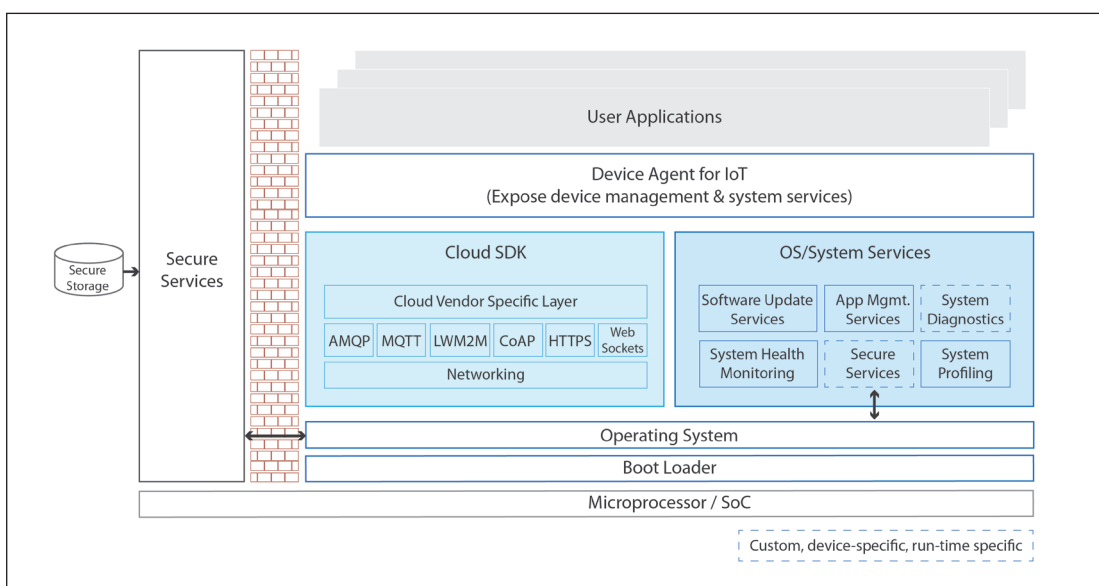 User Applications
Device Agent for IoT
(Expose device management & system services)
Secure
Storage
Secure
Services
Cloud SDK
Cloud Vendor Specific Layer
AMQP
MQTT
LWM2M
CoAP
HTTPS
Web
Sockets
Networking
OS/System Services
Software Update
Services
App Mgmt.
Services
System
Diagnostics
System Health
Monitoring
Secure
Services
System
Profiling
Operating System
Boot Loader
Microprocessor / SoC
Custom, device-specific, run-time specific